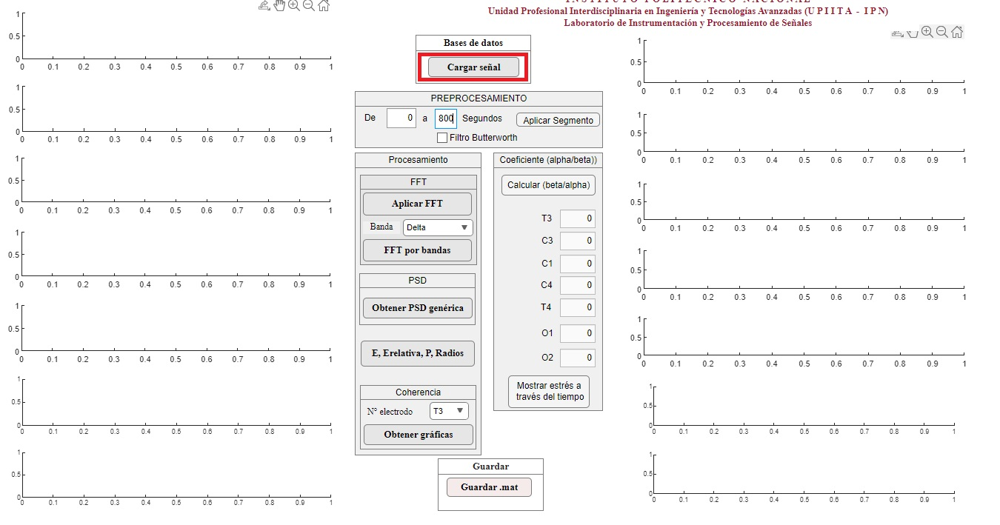 INSTITUTO POLITÉCNICO NACIONAL
Unidad Profesional Interdisciplinaria en Ingeniería y Tecnologías Avanzadas (U P I I T A - I P N)
Laboratorio de Instrumentación y Procesamiento de Señales
1
0.5
0
0 0.1 0.2 0.3 0.4 0.5 0.6 0.7 0.8 0.9 1
1
0.5
0
0 0.1 0.2 0.3 0.4 0.5 0.6 0.7 0.8 0.9 1
1
0.5
0
0 0.1 0.2 0.3 0.4 0.5 0.6 0.7 0.8 0.9 1
1
0.5
0
0 0.1 0.2 0.3 0.4 0.5 0.6 0.7 0.8 0.9 1
1
0.5
0
0 0.1 0.2 0.3 0.4 0.5 0.6 0.7 0.8 0.9 1
1
0.5
0
0 0.1 0.2 0.3 0.4 0.5 0.6 0.7 0.8 0.9 1
1
0.5
0
0 0.1 0.2 0.3 0.4 0.5 0.6 0.7 0.8 0.9 1
Bases de datos
Cargar señal
PREPROCESAMIENTO
De 0 a 800 Segundos Aplicar Segmento
Filtro Butterworth
Procesamiento
FFT
Aplicar FFT
Banda Delta
FFT por bandas
PSD
Obtener PSD genérica
E, Erelativa, P, Radios
Coherencia
N° electrodo T3
Obtener gráficas
Coeficiente (alpha/beta))
Calcular (beta/alpha)
T3 0
C3 0
C1 0
C4 0
T4 0
O1 0
O2 0
Mostrar estrés a
través del tiempo
Guardar
Guardar .mat
1
0.5
0
0 0.1 0.2 0.3 0.4 0.5 0.6 0.7 0.8 0.9 1
1
0.5
0
0 0.1 0.2 0.3 0.4 0.5 0.6 0.7 0.8 0.9 1
1
0.5
0
0 0.1 0.2 0.3 0.4 0.5 0.6 0.7 0.8 0.9 1
1
0.5
0
0 0.1 0.2 0.3 0.4 0.5 0.6 0.7 0.8 0.9 1
1
0.5
0
0 0.1 0.2 0.3 0.4 0.5 0.6 0.7 0.8 0.9 1
1
0.5
0
0 0.1 0.2 0.3 0.4 0.5 0.6 0.7 0.8 0.9 1
1
0.5
0
0 0.1 0.2 0.3 0.4 0.5 0.6 0.7 0.8 0.9 1